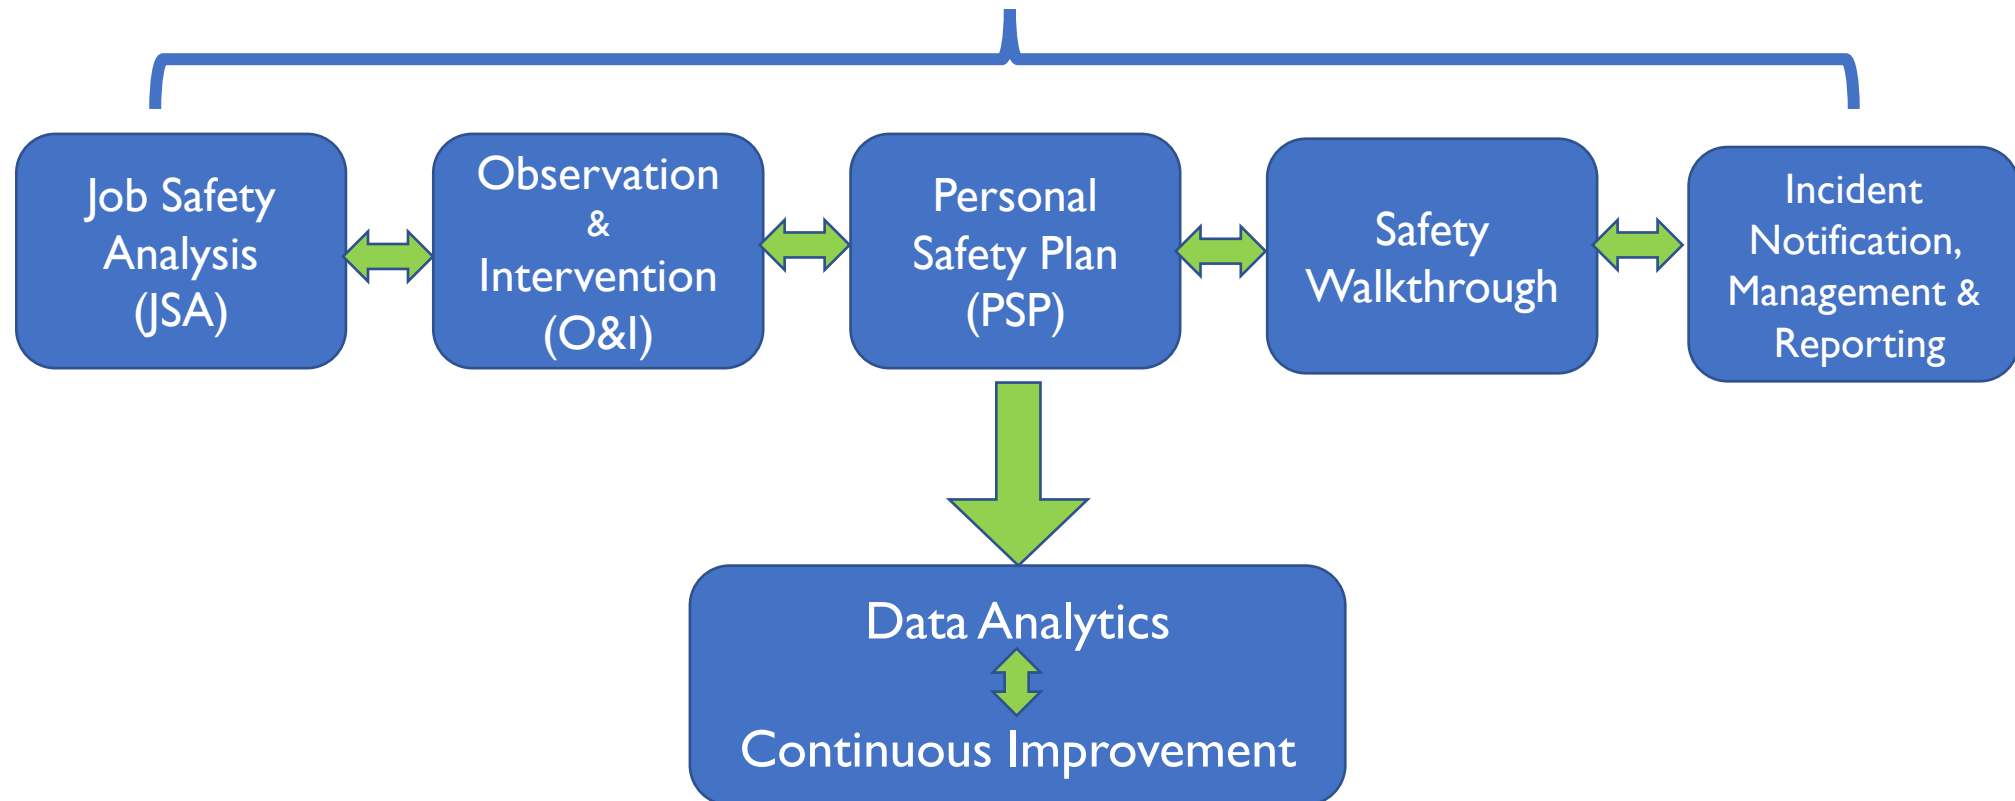 Job Safety
Analysis
(JSA)
Observation
&
Intervention
(O&I)
Personal
Safety Plan
(PSP)
Safety
Walkthrough
Incident
Notification,
Management &
Reporting
Data Analytics
Continuous Improvement